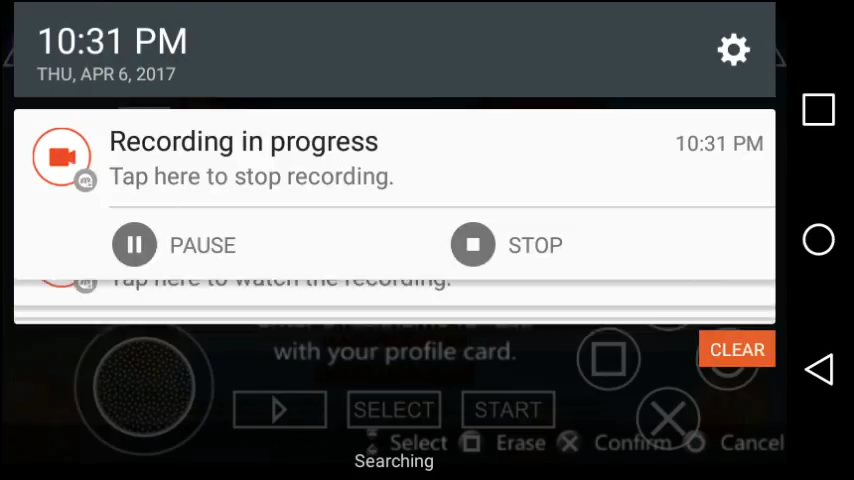 10:31 PM
THU, APR 6, 2017
Recording in progress
10:31 PM
Tap here to stop recording.
PAUSE
STOP
Tap here to watch the recording.
with your profile card.
CLEAR
SELECT
START
Select
Erase
Confirm
Cancel
Searching